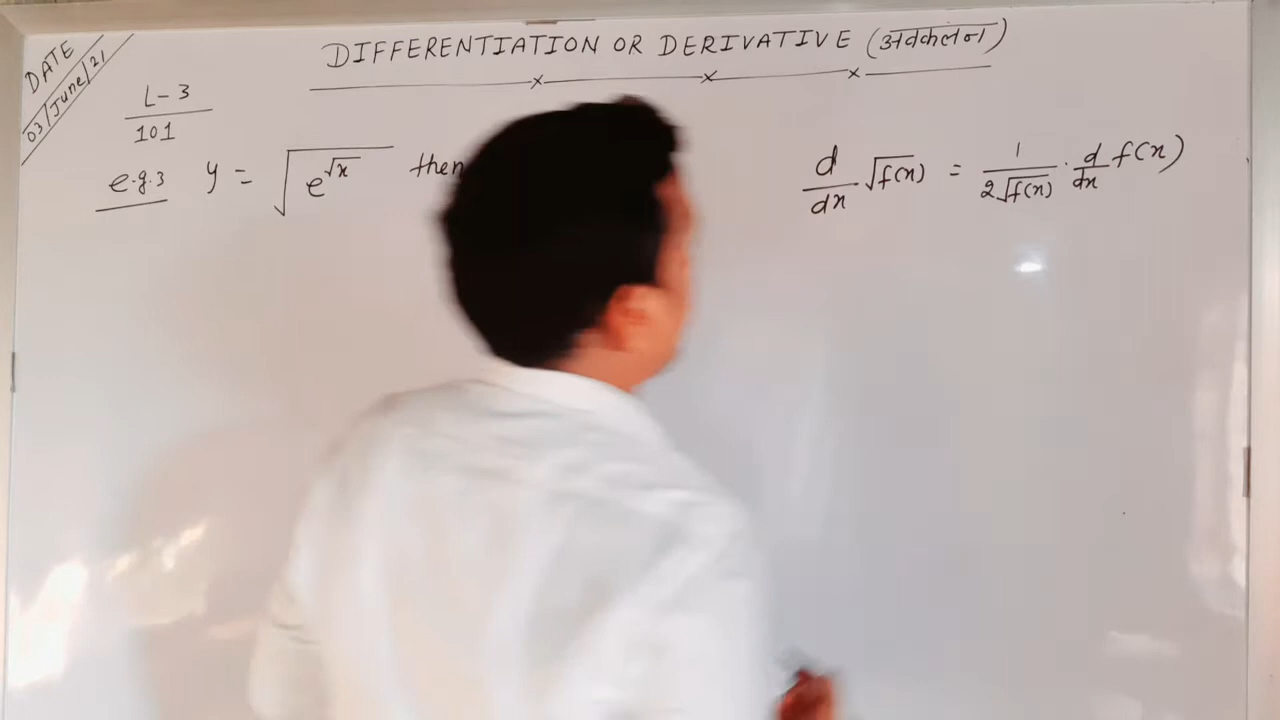 DATE
03/June/21
DIFFERENTIATION OR DERIVATIVE (अवकलन)
L-3
101
e.g.3 y = √(e^√x) then
d/dx √f(x) = 1/(2√f(x)) · d/dx f(x)